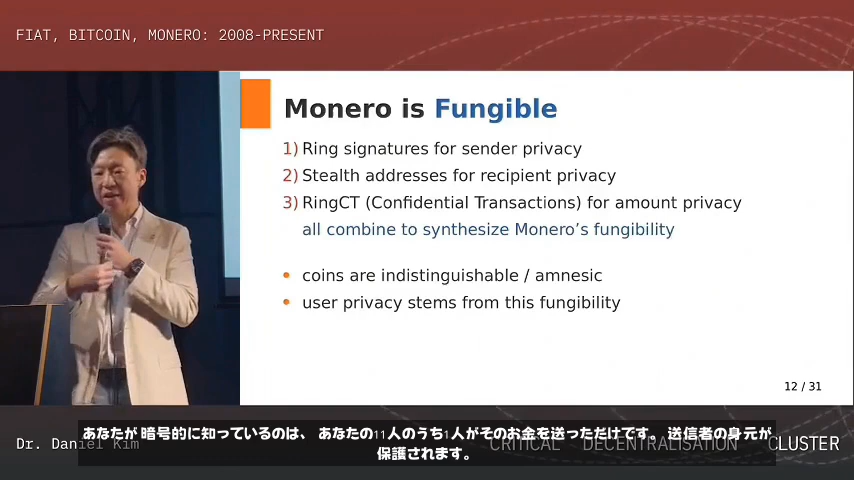 FIAT, BITCOIN, MONERO: 2008-PRESENT
Monero is Fungible
1) Ring signatures for sender privacy
2) Stealth addresses for recipient privacy
3) RingCT (Confidential Transactions) for amount privacy
all combine to synthesize Monero’s fungibility
• coins are indistinguishable / amnesic
• user privacy stems from this fungibility
12 / 31
あなたが 暗号的に知っているのは、 あなたの11人のうち1人がそのお金を送っただけです。 送信者の身元が
保護されます。
Dr. Daniel Kim
CRITICAL DECENTRALISATION CLUSTER